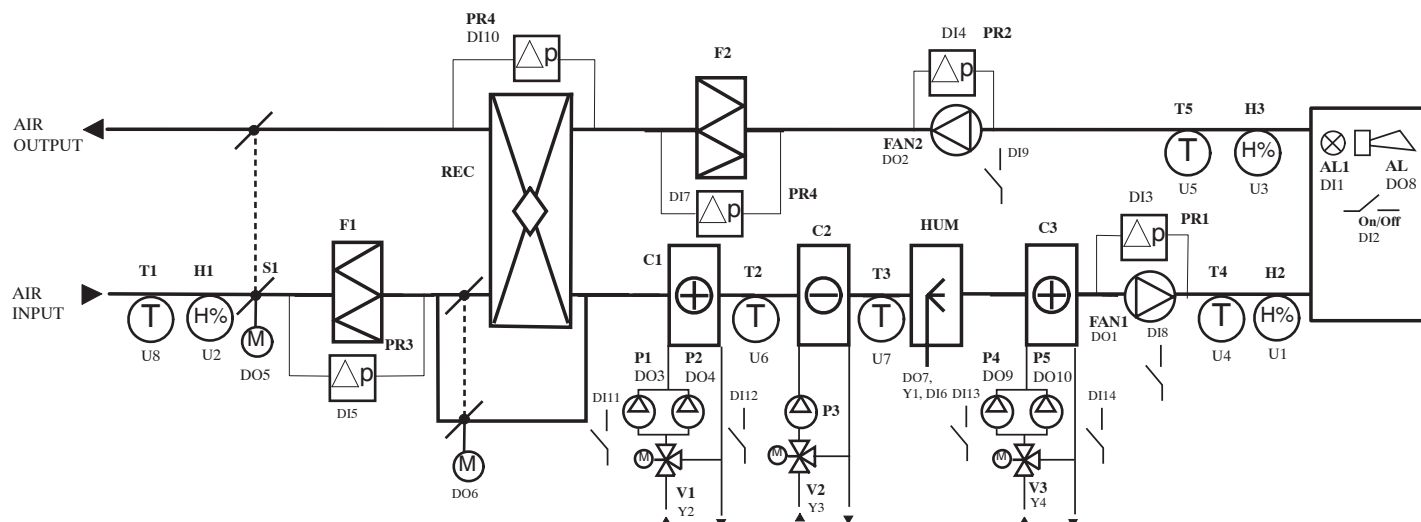 PR4
DI10
p
F2
DI4 PR2
p
AIR
OUTPUT
REC
FAN2
DO2
DI9
T5 H3
T H%
U5 U3
AL1
DI1
AL
DO8
On/Off
DI2
DI7
p
PR4
DI3
p
PR1
F1
T1 H1 S1
AIR
INPUT
T H%
U8 U2
M
DO5
PR3
p
DI5
M
DO6
C1
T2
T
U6
C2
T3
T
U7
HUM
DO7,
Y1, DI6
C3
FAN1
DO1
DI8
T4 H2
T H%
U4 U1
DI11
P1 P2
DO3 DO4
DI12
M
V1
Y2
P3
M
V2
Y3
DI13
P4 P5
DO9 DO10
DI14
M
V3
Y4